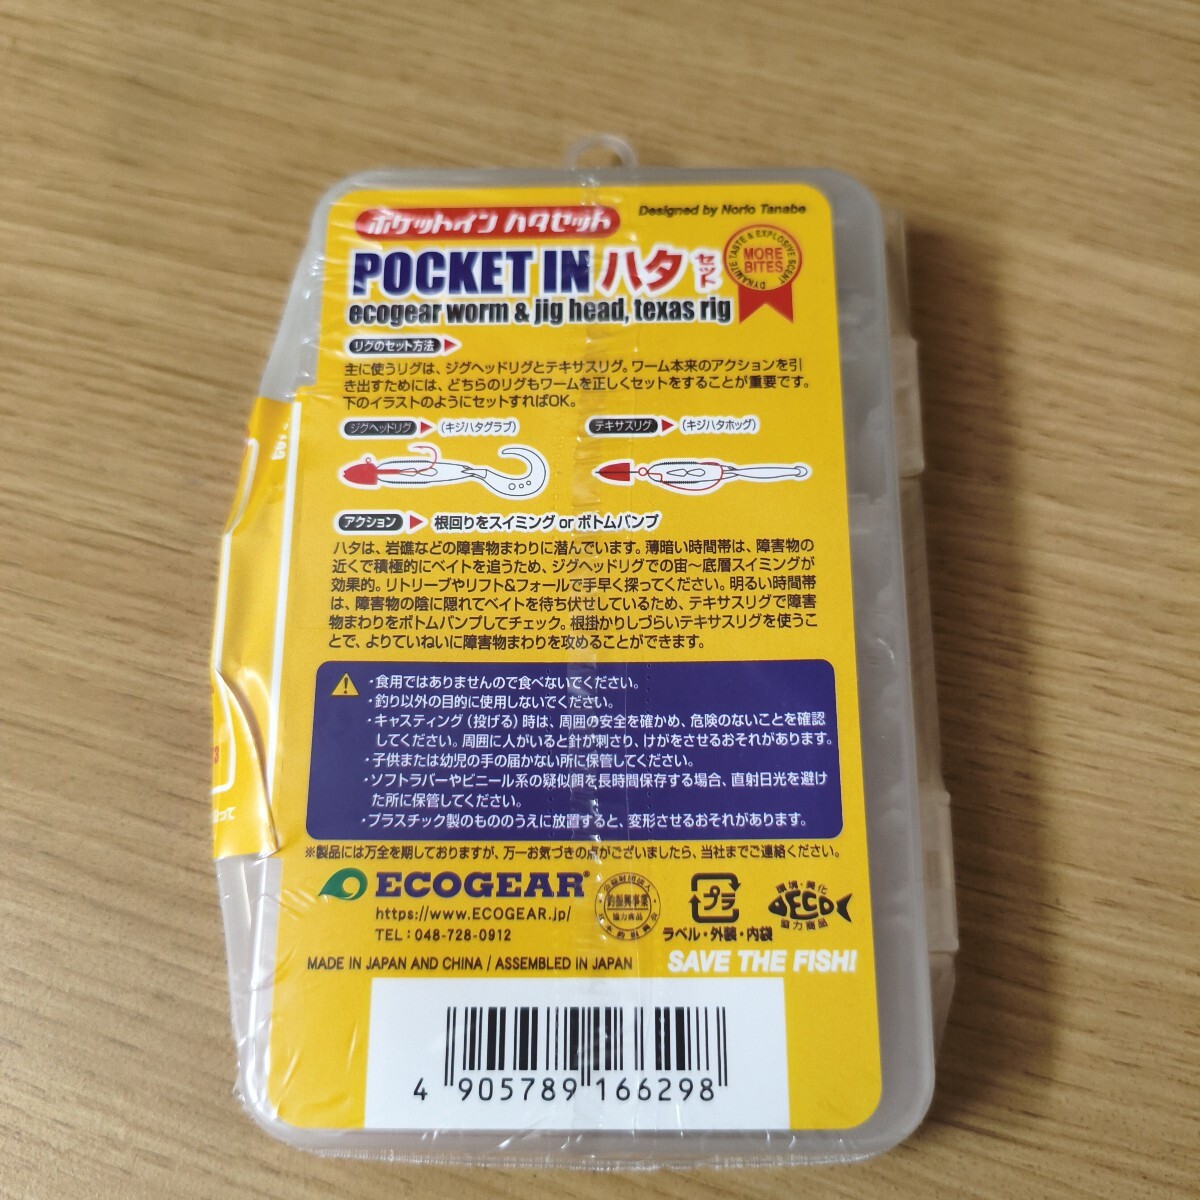 ポケットイン ハタセット
Designed by Norio Tanabe
POCKET IN ハタ セット
DYNAMITE TASTE & EXPLOSIVE SCENT
MORE
BITES
ecogear worm & jig head, texas rig
リグのセット方法
主に使うリグは、ジグヘッドリグとテキサスリグ。ワーム本来のアクションを引
き出すためには、どちらのリグもワームを正しくセットをすることが重要です。
下のイラストのようにセットすればOK。
ジグヘッドリグ (キジハタグラブ)
テキサスリグ (キジハタホッグ)
アクション 根回りをスイミング or ボトムバンプ
ハタは、岩礁などの障害物まわりに潜んでいます。薄暗い時間帯は、障害物の
近くで積極的にベイトを追うため、ジグヘッドリグでの宙〜底層スイミングが
効果的。リトリーブやリフト&フォールで手早く探ってください。明るい時間帯
は、障害物の陰に隠れてベイトを待ち伏せしているため、テキサスリグで障害
物まわりをボトムバンプしてチェック。根掛かりしづらいテキサスリグを使うこ
とで、よりていねいに障害物まわりを攻めることができます。
・食用ではありませんので食べないでください。
・釣り以外の目的に使用しないでください。
・キャスティング(投げる)時は、周囲の安全を確かめ、危険のないことを確認
してください。周囲に人がいると針が刺さり、けがをさせるおそれがあります。
・子供または幼児の手の届かない所に保管してください。
・ソフトラバーやビニール系の疑似餌を長時間保存する場合、直射日光を避け
た所に保管してください。
・プラスチック製のもののうえに放置すると、変形させるおそれがあります。
※製品には万全を期しておりますが、万一お気づきの点がございましたら、当社までご連絡ください。
ECOGEAR®
https://www.ECOGEAR.jp/
TEL：048-728-0912
釣振興事業
協力商品
プラ
ラベル・外装・内袋
環境・美化
ECO
協力商品
MADE IN JAPAN AND CHINA / ASSEMBLED IN JAPAN
SAVE THE FISH!
4 905789 166298